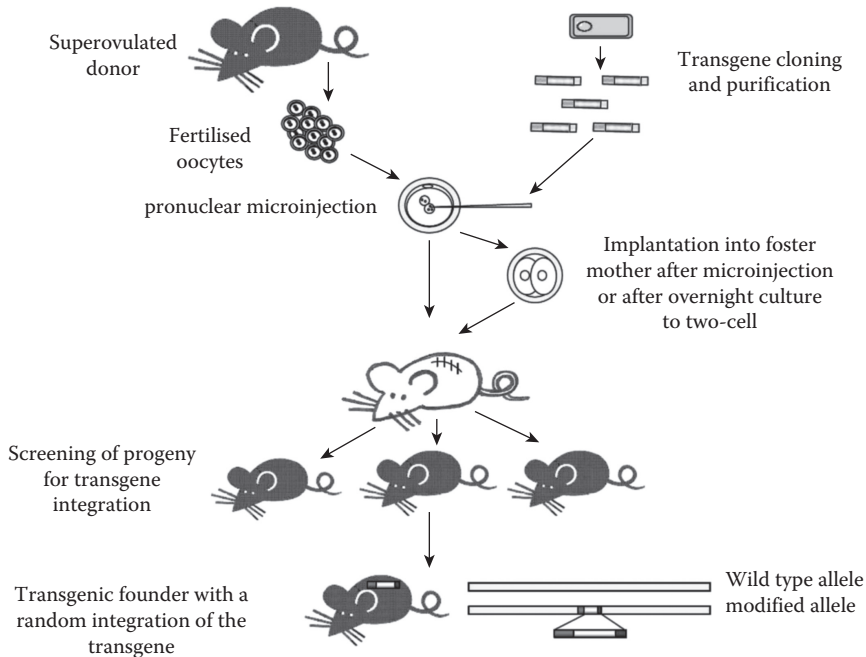 Superovulated
donor
Transgene cloning
and purification
Fertilised
oocytes
pronuclear microinjection
Implantation into foster
mother after microinjection
or after overnight culture
to two-cell
Screening of progeny
for transgene
integration
Transgenic founder with a
random integration of the
transgene
Wild type allele
modified allele